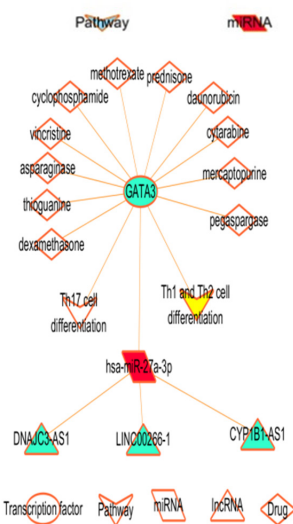 Pathway
miRNA
methotrexate
prednisone
cyclophosphamide
daunorubicin
vincristine
cytarabine
asparaginase
mercaptopurine
GATA3
thioguanine
pegaspargase
dexamethasone
Th17 cell
differentiation
Th1 and Th2 cell
differentiation
hsa-miR-27a-3p
DNAJC3-AS1
LINC00266-1
CYP1B1-AS1
Transcription factor
Pathway
miRNA
lncRNA
Drug